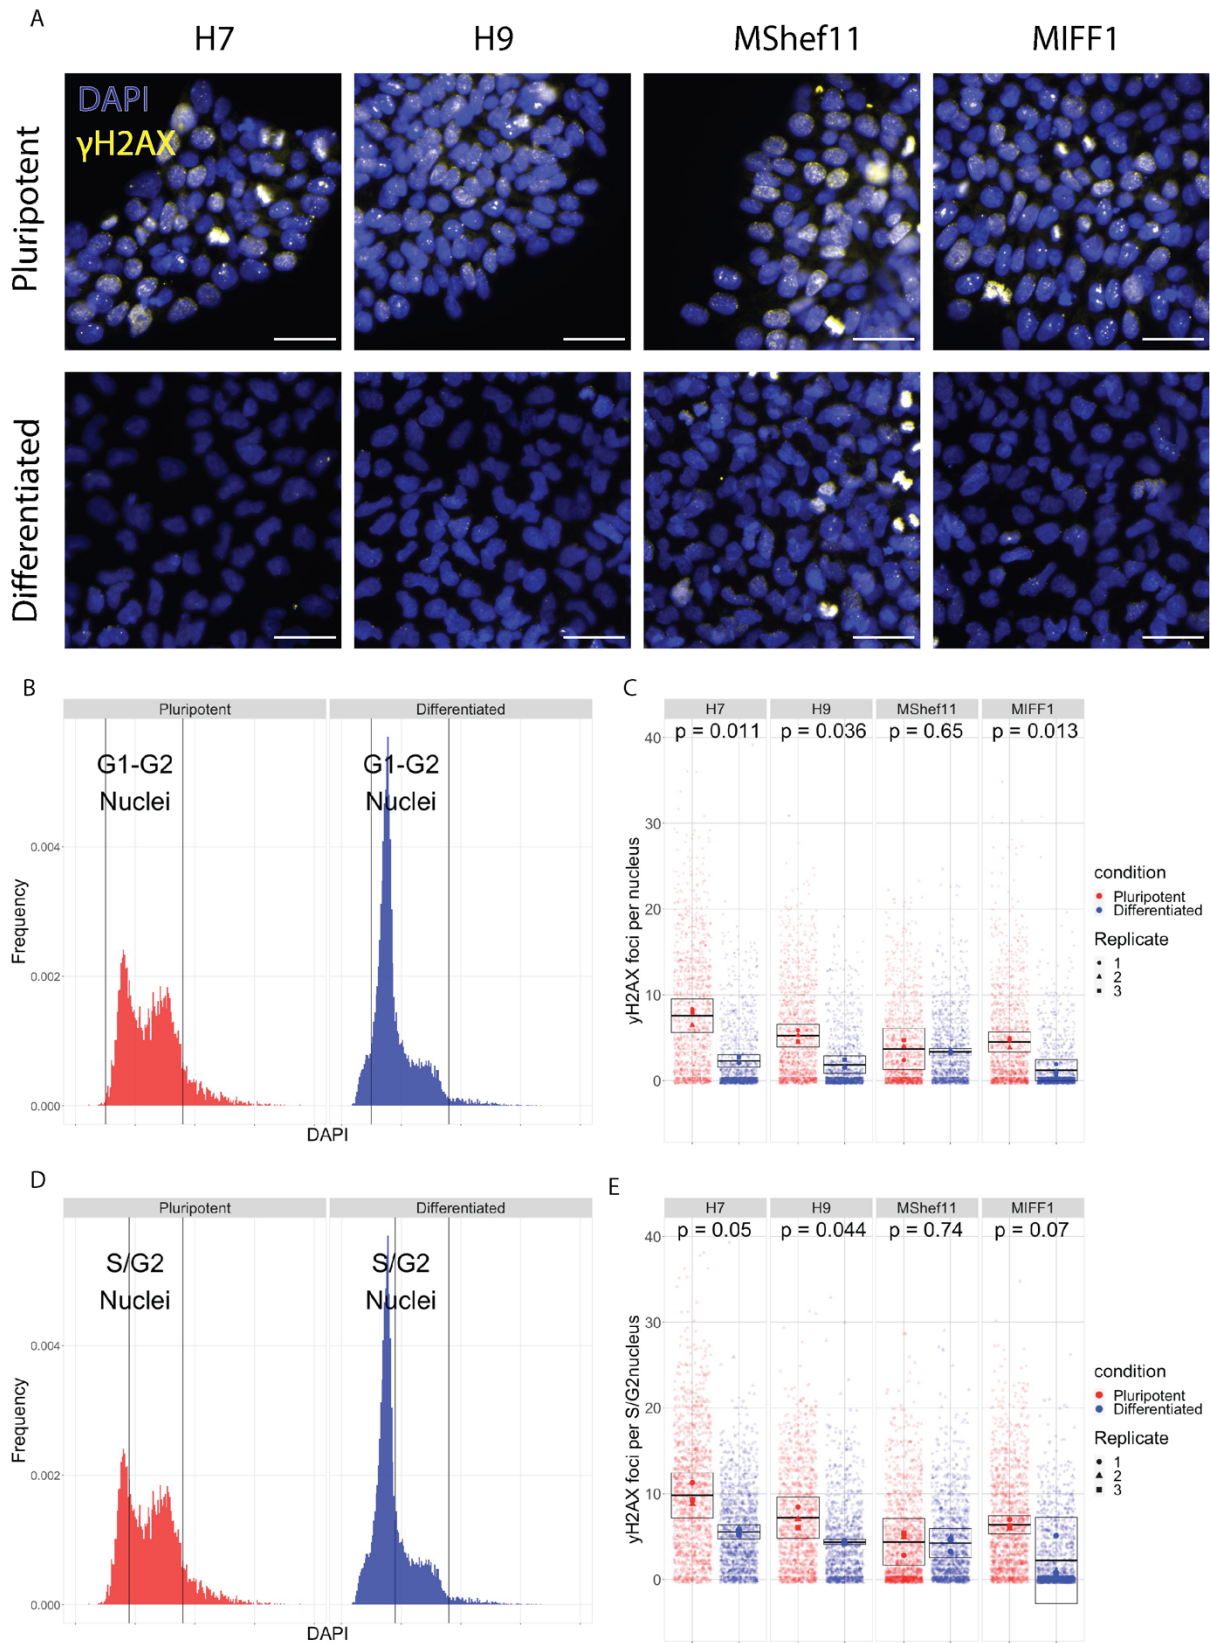 A
H7 H9 MShef11 MIFF1
Pluripotent
DAPI
γH2AX
Differentiated
B
Pluripotent Differentiated
G1-G2 G1-G2
Nuclei Nuclei
0.004
0.002
0.000
Frequency
DAPI
C
H7 H9 MShef11 MIFF1
p = 0.011 p = 0.036 p = 0.65 p = 0.013
40
30
20
10
0
yH2AX foci per nucleus
condition
Pluripotent
Differentiated
Replicate
1
2
3
D
Pluripotent Differentiated
S/G2 S/G2
Nuclei Nuclei
0.004
0.002
0.000
Frequency
DAPI
E
H7 H9 MShef11 MIFF1
p = 0.05 p = 0.044 p = 0.74 p = 0.07
40
30
20
10
0
yH2AX foci per S/G2nucleus
condition
Pluripotent
Differentiated
Replicate
1
2
3